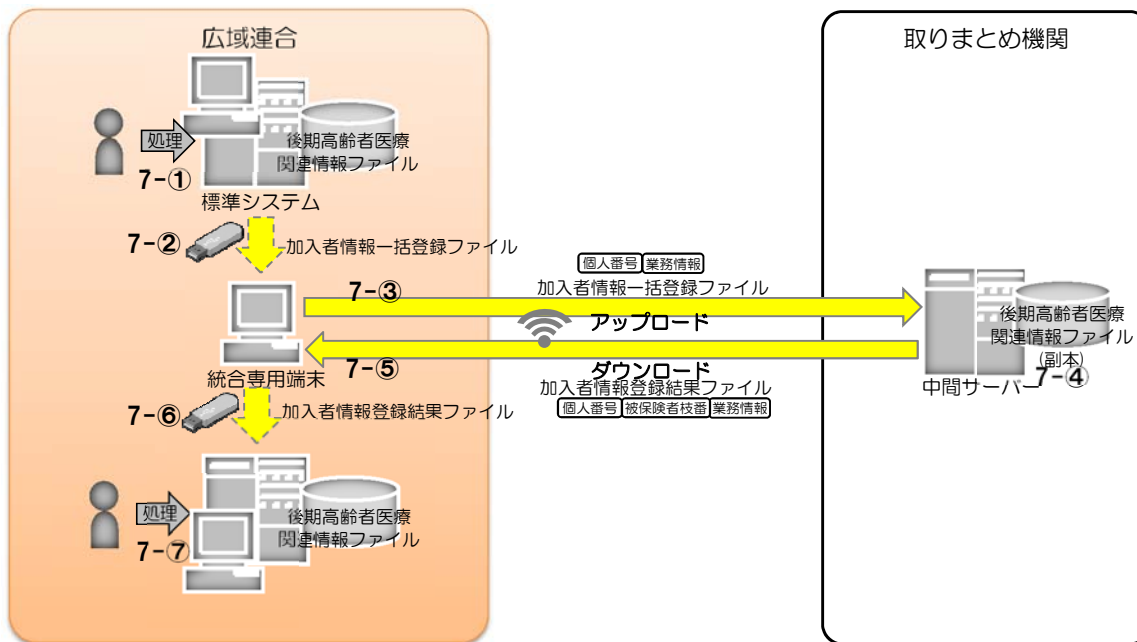 広域連合
取りまとめ機関
処理
7-①
後期高齢者医療
関連情報ファイル
標準システム
7-②
加入者情報一括登録ファイル
個人番号 業務情報
7-③
加入者情報一括登録ファイル
アップロード
後期高齢者医療
関連情報ファイル
(副本)
7-④
中間サーバー
統合専用端末
7-⑤
ダウンロード
加入者情報登録結果ファイル
個人番号 被保険者枝番 業務情報
7-⑥
加入者情報登録結果ファイル
処理
7-⑦
後期高齢者医療
関連情報ファイル